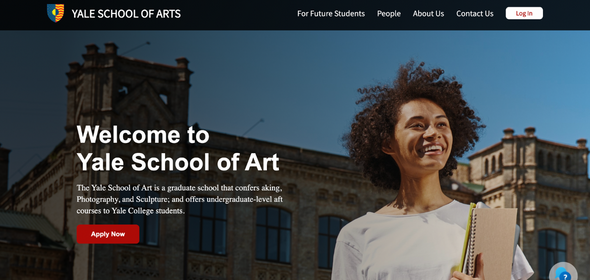 YALE SCHOOL OF ARTS
For Future Students
People
About Us
Contact Us
Log in
Welcome to
Yale School of Art
The Yale School of Art is a graduate school that confers aking,
Photography, and Sculpture; and offers undergraduate-level aft
courses to Yale College students.
Apply Now
?